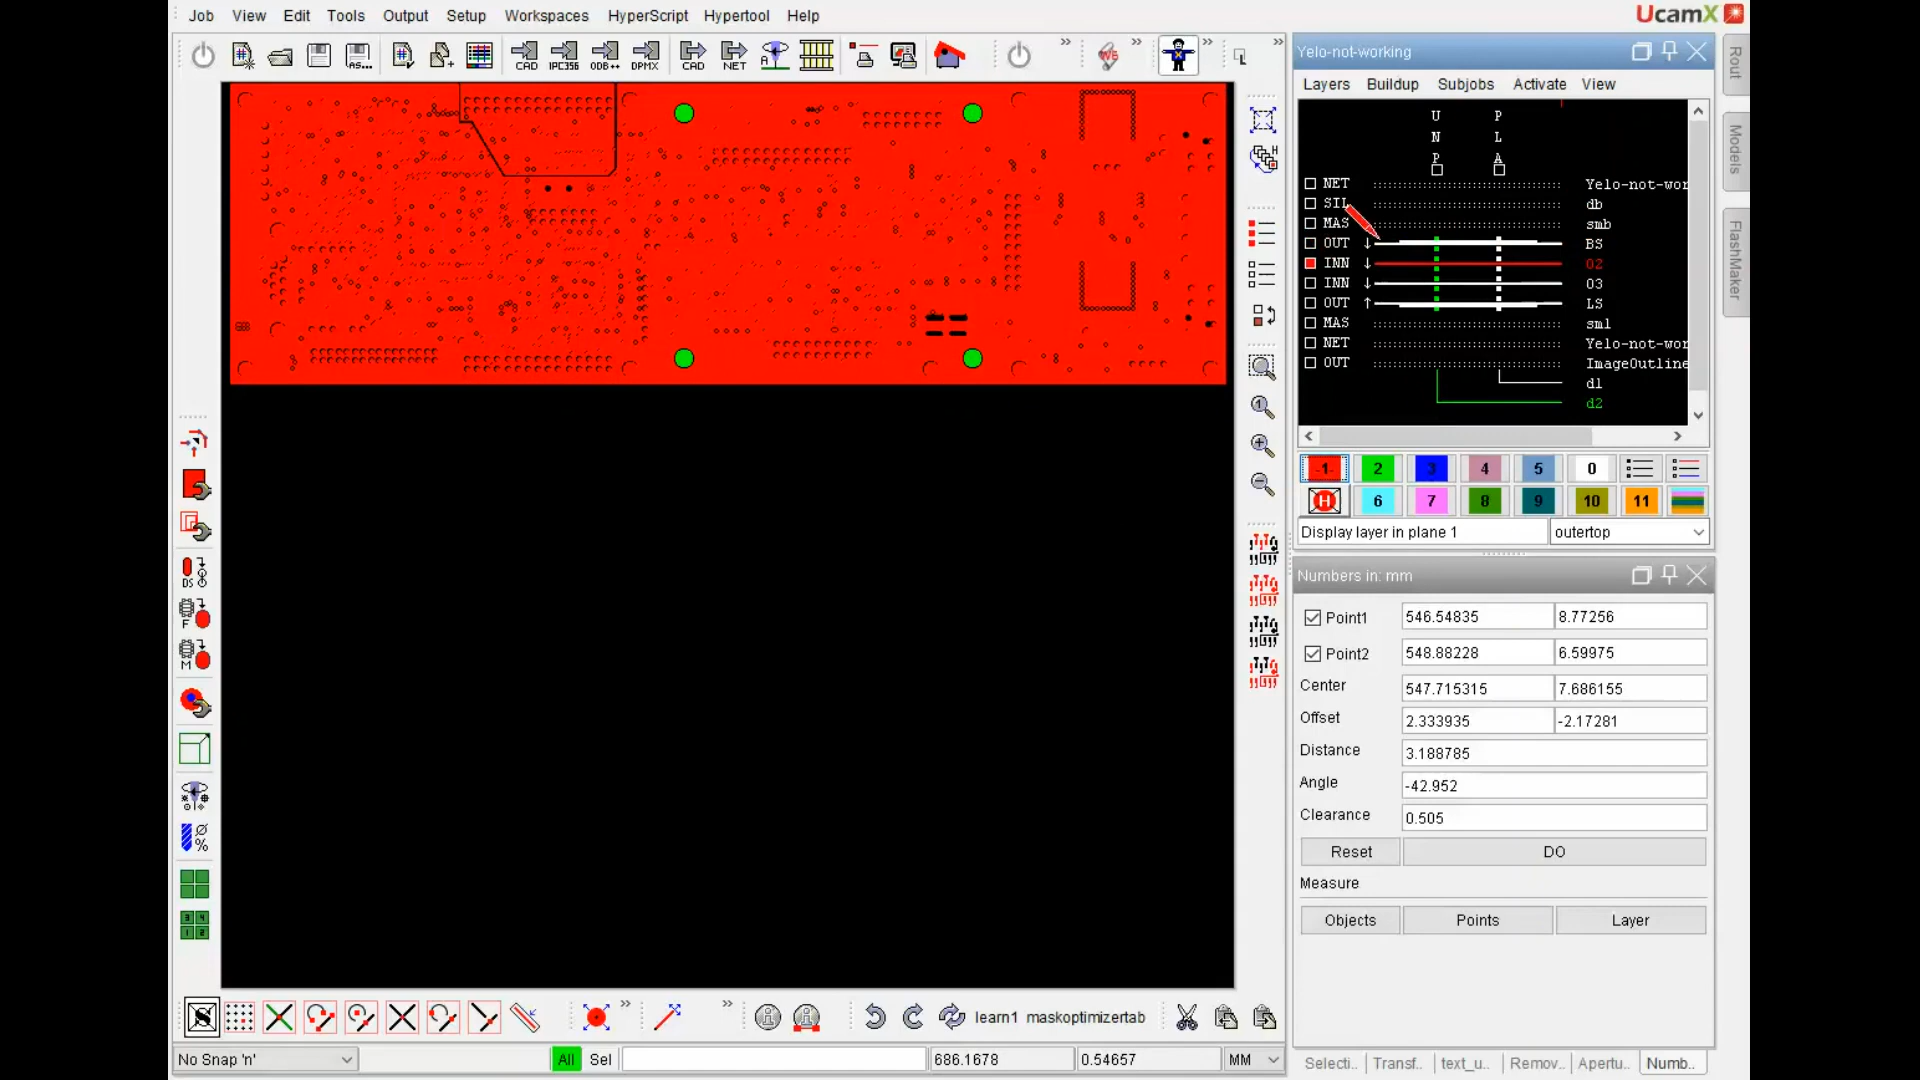 Job View Edit Tools Output Setup Workspaces HyperScript Hypertool Help
UcamX
AS...
CAD IPC356 ODB++ DPMX CAD NET
Yelo-not-working
Layers Buildup Subjobs Activate View
U P
N L
P A
NET Yelo-not-wor
SIL db
MAS smb
OUT ↓ BS
INN ↓ 02
INN ↓ 03
OUT ↑ LS
MAS sml
NET Yelo-not-wor
OUT ImageOutline
d1
d2
-1- 2 3 4 5 0
H 6 7 8 9 10 11
Display layer in plane 1 outertop
Numbers in: mm
Point1 546.54835 8.77256
Point2 548.88228 6.59975
Center 547.715315 7.686155
Offset 2.333935 -2.17281
Distance 3.188785
Angle -42.952
Clearance 0.505
Reset DO
Measure
Objects Points Layer
Selecti.. Transf.. text_u.. Remov.. Apertu.. Numb..
Rout
Models
FlashMaker
DS
F
M
learn1 maskoptimizertab
No Snap 'n' All Sel 686.1678 0.54657 MM